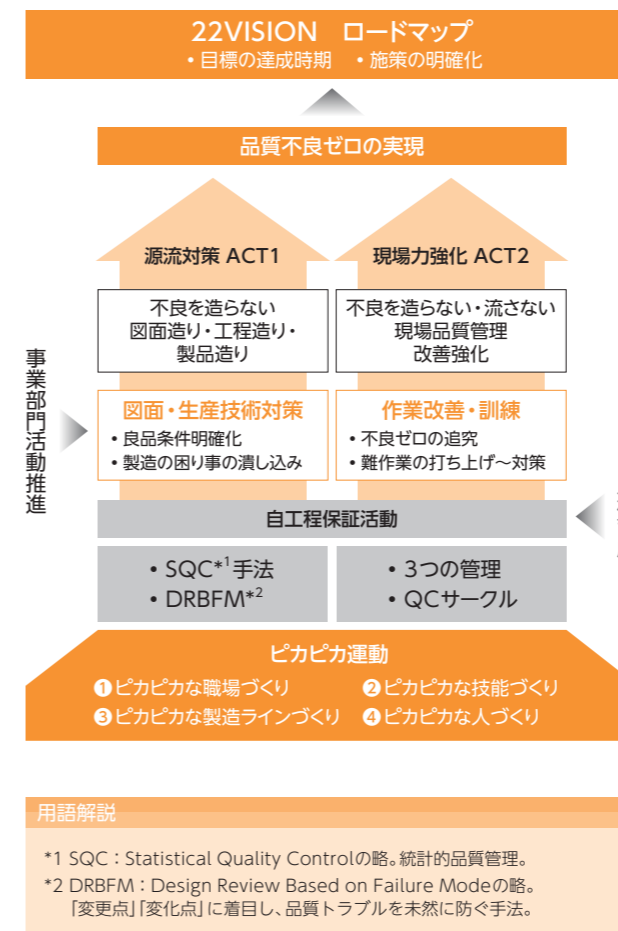 22VISION ロードマップ
・目標の達成時期 ・施策の明確化
品質不良ゼロの実現
源流対策 ACT1
現場力強化 ACT2
不良を造らない
図面造り・工程造り・
製品造り
不良を造らない・流さない
現場品質管理
改善強化
事業部門活動推進
図面・生産技術対策
・良品条件明確化
・製造の困り事の潰し込み
作業改善・訓練
・不良ゼロの追究
・難作業の打ち上げ〜対策
自工程保証活動
・SQC*1手法
・DRBFM*2
・3つの管理
・QCサークル
ピカピカ運動
❶ピカピカな職場づくり ❷ピカピカな技能づくり
❸ピカピカな製造ラインづくり ❹ピカピカな人づくり
用語解説
*1 SQC：Statistical Quality Controlの略。統計的品質管理。
*2 DRBFM：Design Review Based on Failure Modeの略。
「変更点」「変化点」に着目し、品質トラブルを未然に防ぐ手法。